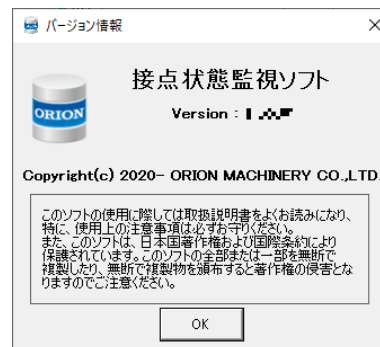 バージョン情報
ORION
接点状態監視ソフト
Version : 1
Copyright(c) 2020- ORION MACHINERY CO.,LTD.
このソフトの使用に際しては取扱説明書をよくお読みになり、
特に、使用上の注意事項は必ずお守りください。
また、このソフトは、日本国著作権および国際条約により
保護されています。このソフトの全部または一部を無断で
複製したり、無断で複製物を頒布すると著作権の侵害とな
りますのでご注意ください。
OK